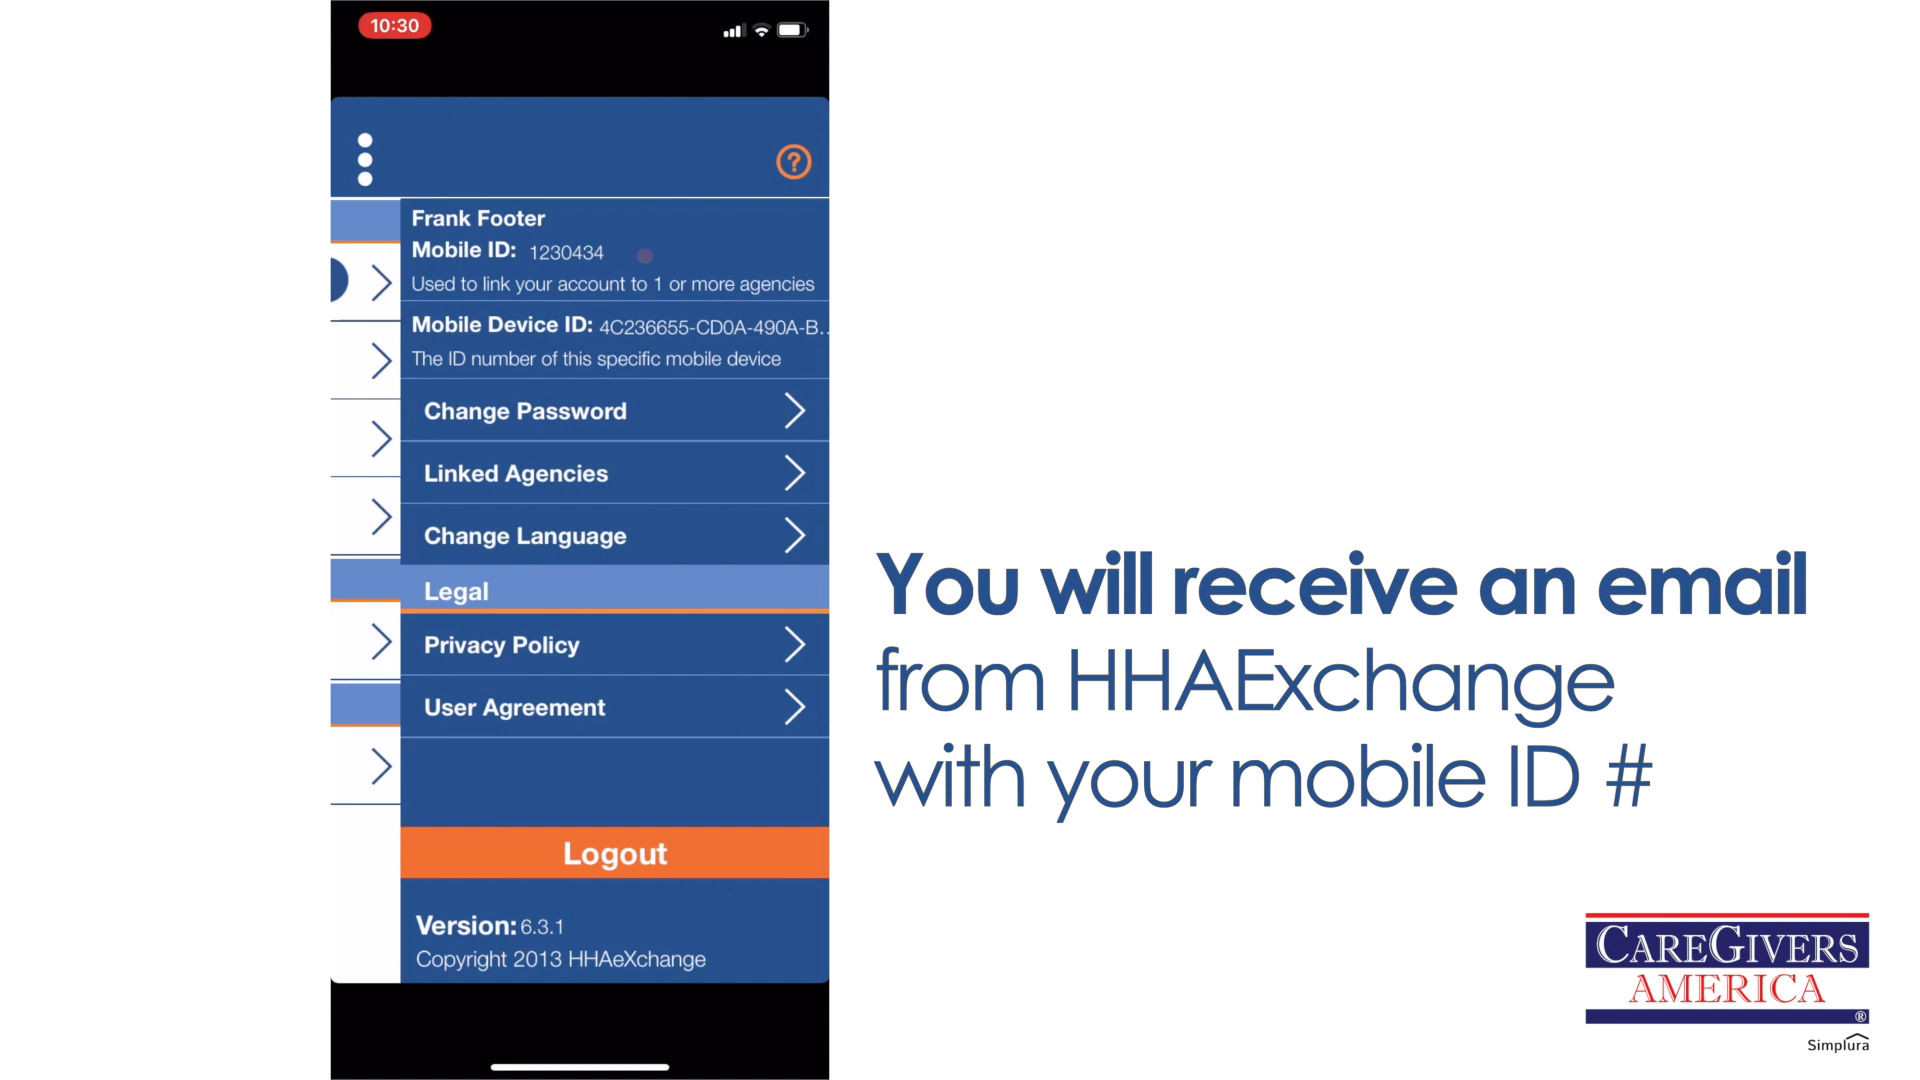 10:30
?
Frank Footer
Mobile ID: 1230434
Used to link your account to 1 or more agencies
Mobile Device ID: 4C236655-CD0A-490A-B..
The ID number of this specific mobile device
Change Password
Linked Agencies
Change Language
Legal
Privacy Policy
User Agreement
Logout
Version: 6.3.1
Copyright 2013 HHAeXchange
You will receive an email
from HHAExchange
with your mobile ID #
CAREGIVERS
AMERICA
®
Simplura